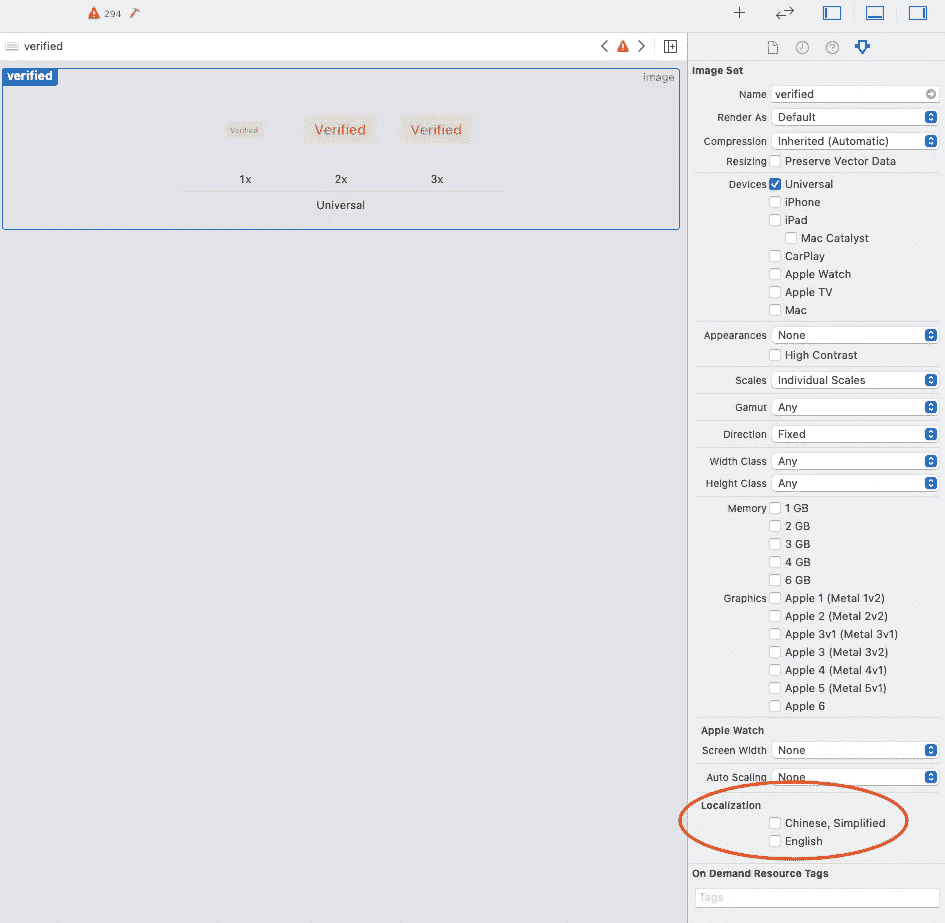 294
verified
verified
Image
Verified
Verified
Verified
1x 2x 3x
Universal
Image Set
Name verified
Render As Default
Compression Inherited (Automatic)
Resizing Preserve Vector Data
Devices Universal
iPhone
iPad
Mac Catalyst
CarPlay
Apple Watch
Apple TV
Mac
Appearances None
High Contrast
Scales Individual Scales
Gamut Any
Direction Fixed
Width Class Any
Height Class Any
Memory 1 GB
2 GB
3 GB
4 GB
6 GB
Graphics Apple 1 (Metal 1v2)
Apple 2 (Metal 2v2)
Apple 3v1 (Metal 3v1)
Apple 3 (Metal 3v2)
Apple 4 (Metal 4v1)
Apple 5 (Metal 5v1)
Apple 6
Apple Watch
Screen Width None
Auto Scaling None
Localization
Chinese, Simplified
English
On Demand Resource Tags
Tags